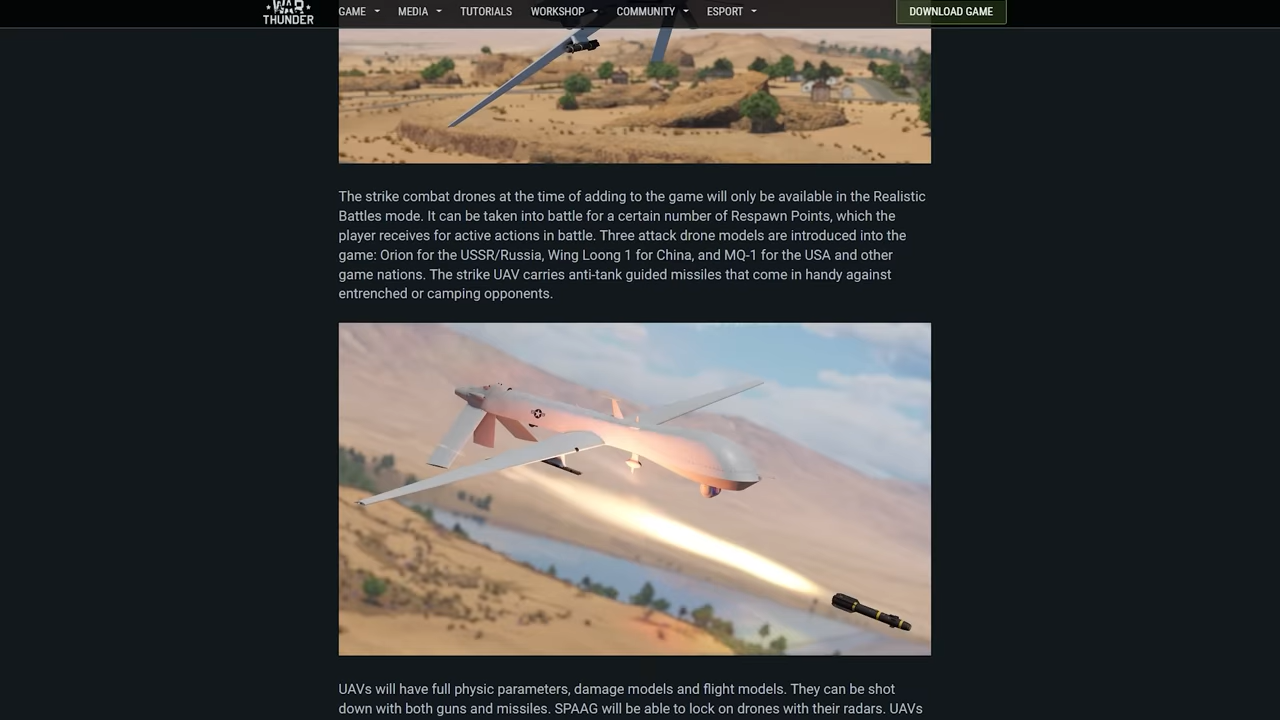 WAR
THUNDER
GAME
MEDIA
TUTORIALS
WORKSHOP
COMMUNITY
ESPORT
DOWNLOAD GAME
The strike combat drones at the time of adding to the game will only be available in the Realistic
Battles mode. It can be taken into battle for a certain number of Respawn Points, which the
player receives for active actions in battle. Three attack drone models are introduced into the
game: Orion for the USSR/Russia, Wing Loong 1 for China, and MQ-1 for the USA and other
game nations. The strike UAV carries anti-tank guided missiles that come in handy against
entrenched or camping opponents.
UAVs will have full physic parameters, damage models and flight models. They can be shot
down with both guns and missiles. SPAAG will be able to lock on drones with their radars. UAVs